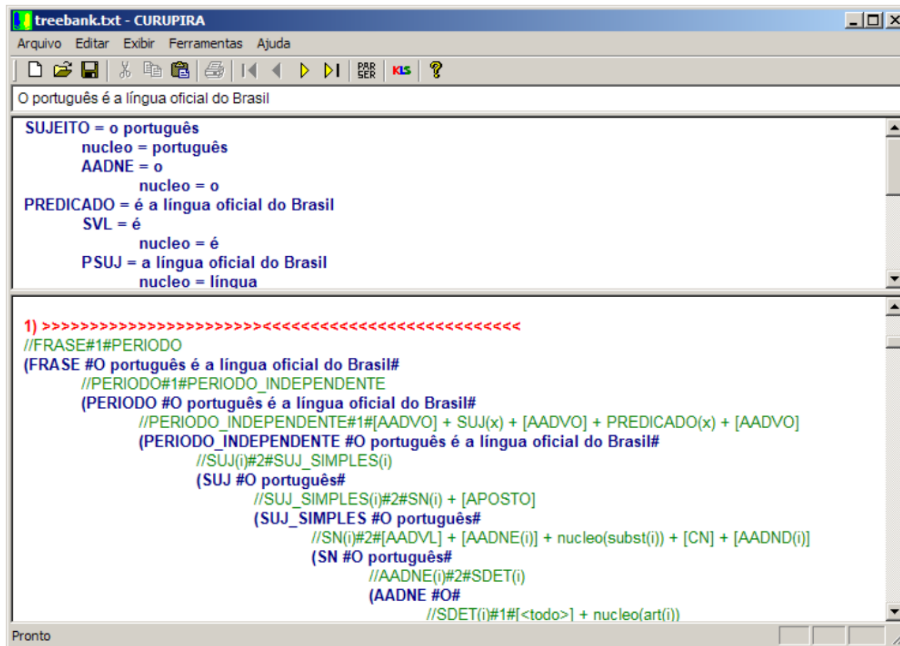 treebank.txt - CURUPIRA
Arquivo Editar Exibir Ferramentas Ajuda
PAR SER KLS ?
O português é a língua oficial do Brasil
SUJEITO = o português
nucleo = português
AADNE = o
nucleo = o
PREDICADO = é a língua oficial do Brasil
SVL = é
nucleo = é
PSUJ = a língua oficial do Brasil
nucleo = língua
1) >>>>>>>>>>>>>>>>>>>>>>><<<<<<<<<<<<<<<<<<<<<<<<<<<
//FRASE#1#PERIODO
(FRASE #O português é a língua oficial do Brasil#
//PERIODO#1#PERIODO_INDEPENDENTE
(PERIODO #O português é a língua oficial do Brasil#
//PERIODO_INDEPENDENTE#1#[AADVO] + SUJ(x) + [AADVO] + PREDICADO(x) + [AADVO]
(PERIODO_INDEPENDENTE #O português é a língua oficial do Brasil#
//SUJ(i)#2#SUJ_SIMPLES(i)
(SUJ #O português#
//SUJ_SIMPLES(i)#2#SN(i) + [APOSTO]
(SUJ_SIMPLES #O português#
//SN(i)#2#[AADVL] + [AADNE(i)] + nucleo(subst(i)) + [CN] + [AADND(i)]
(SN #O português#
//AADNE(i)#2#SDET(i)
(AADNE #O#
//SDET(i)#1#[<todo>] + nucleo(art(i))
Pronto